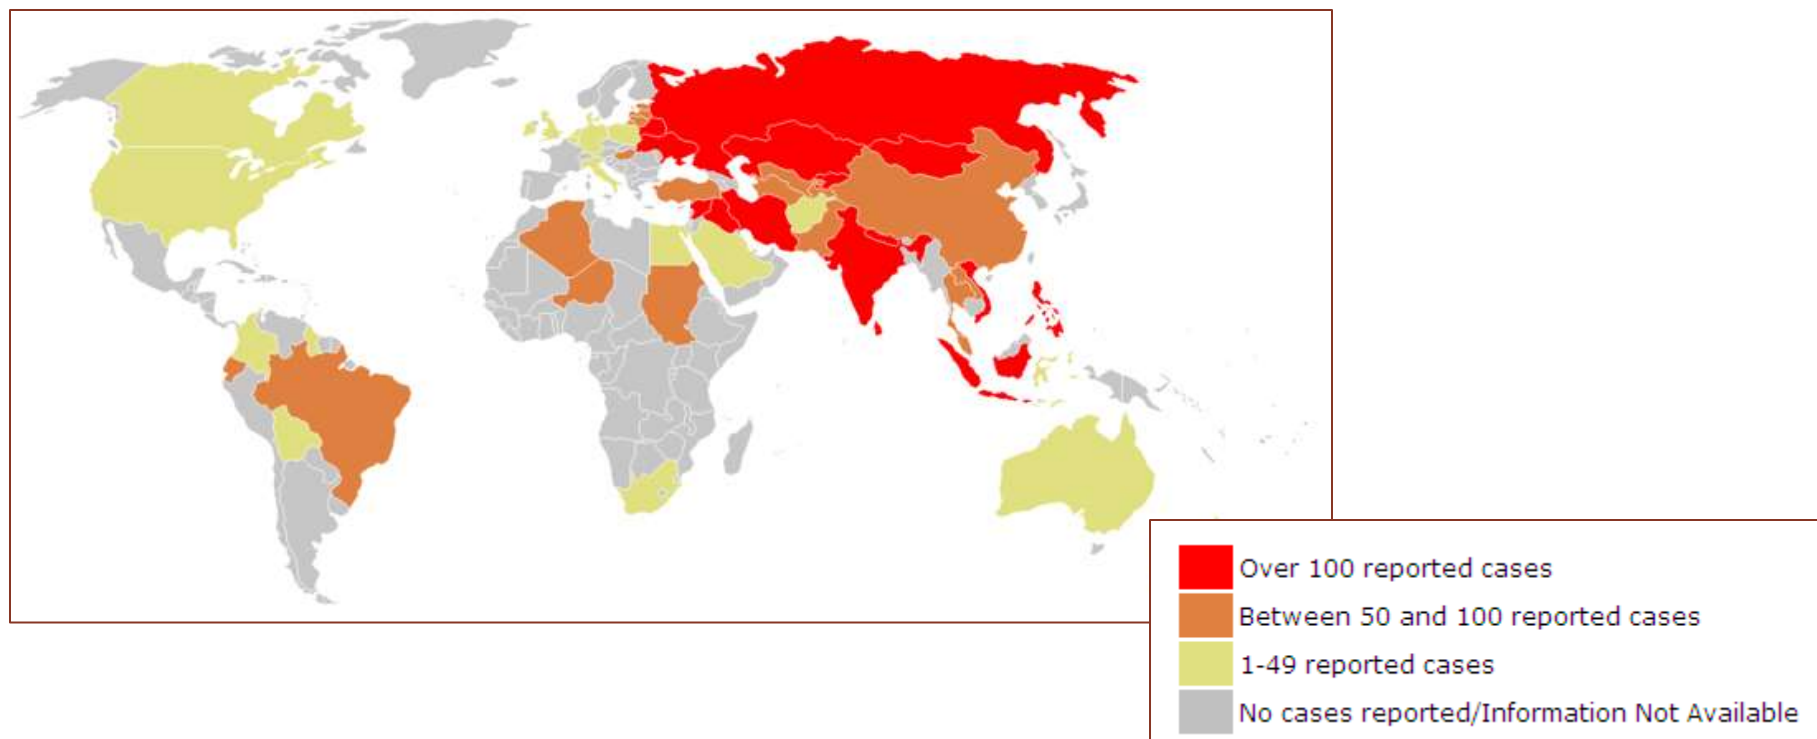 Over 100 reported cases
Between 50 and 100 reported cases
1-49 reported cases
No cases reported/Information Not Available